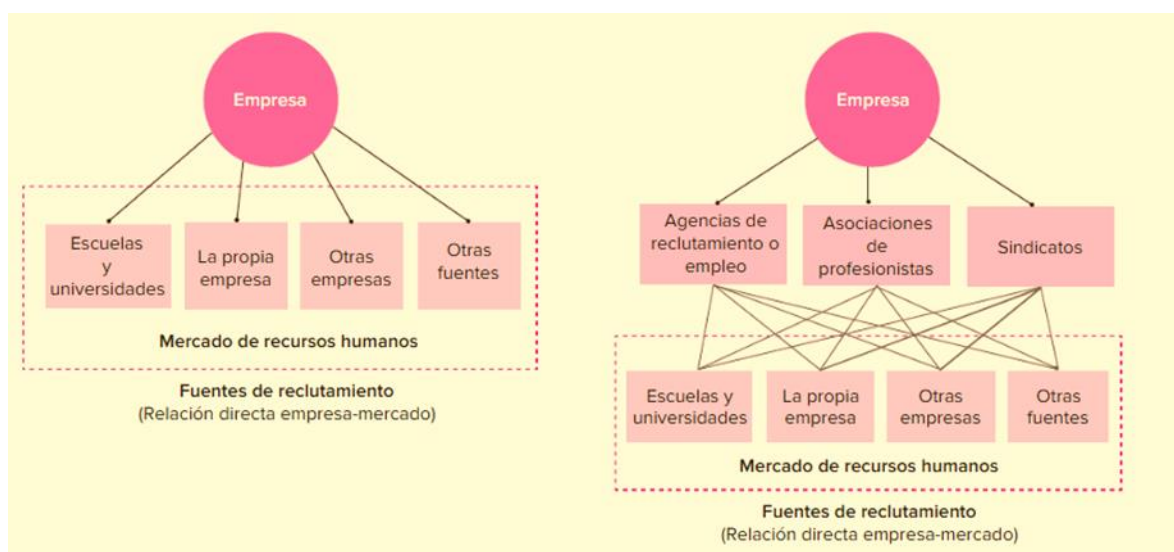 Empresa
Escuelas
y
universidades
La propia
empresa
Otras
empresas
Otras
fuentes
Mercado de recursos humanos
Fuentes de reclutamiento
(Relación directa empresa-mercado)
Empresa
Agencias de
reclutamiento o
empleo
Asociaciones
de
profesionistas
Sindicatos
Escuelas y
universidades
La propia
empresa
Otras
empresas
Otras
fuentes
Mercado de recursos humanos
Fuentes de reclutamiento
(Relación directa empresa-mercado)